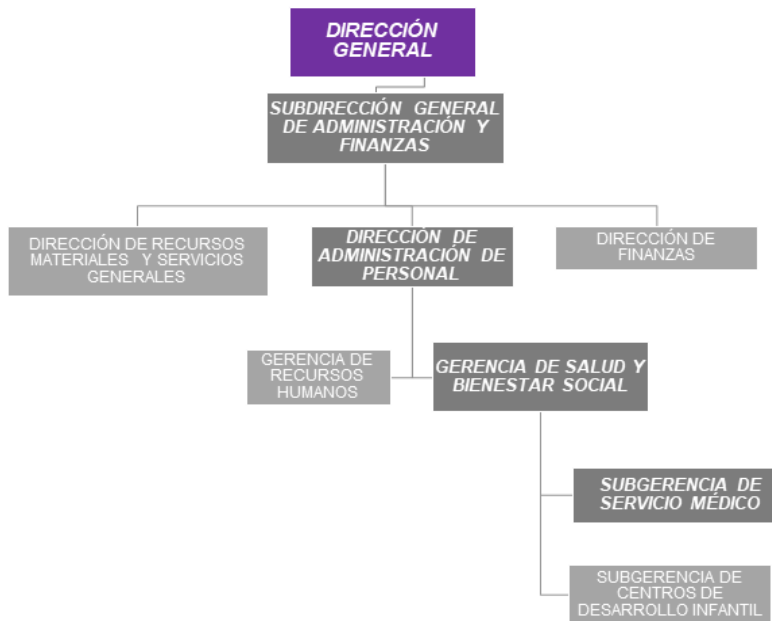 DIRECCIÓN
GENERAL
SUBDIRECCIÓN GENERAL
DE ADMINISTRACIÓN Y
FINANZAS
DIRECCIÓN DE RECURSOS
MATERIALES Y SERVICIOS
GENERALES
DIRECCIÓN DE
ADMINISTRACIÓN DE
PERSONAL
DIRECCIÓN DE
FINANZAS
GERENCIA DE
RECURSOS
HUMANOS
GERENCIA DE SALUD Y
BIENESTAR SOCIAL
SUBGERENCIA DE
SERVICIO MÉDICO
SUBGERENCIA DE
CENTROS DE
DESARROLLO INFANTIL